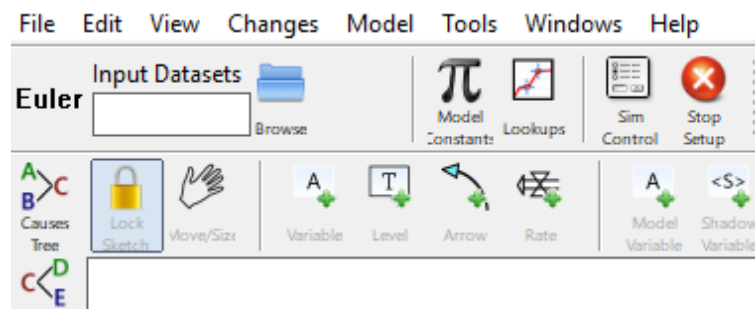 File Edit View Changes Model Tools Windows Help
Input Datasets
Euler
Browse
Model
Constants
Lookups
Sim
Control
Stop
Setup
A
B
C
Causes
Tree
Lock
Sketch
Move/Size
A
Variable
T
Level
Arrow
Rate
A
Model
Variable
<S>
Shadow
Variable
C
D
E